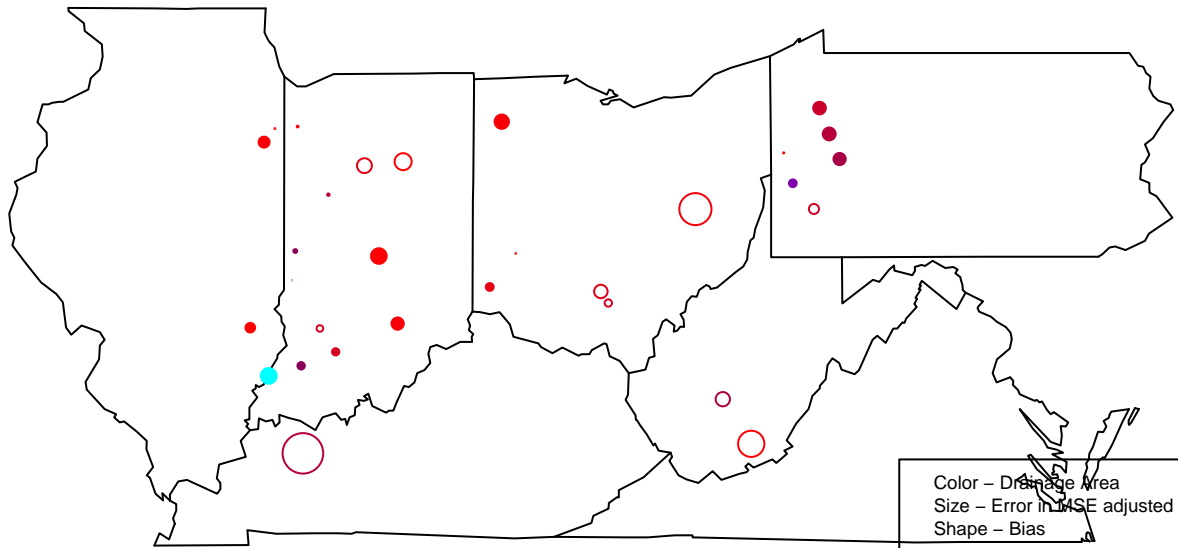 Color – Drainage Area
Size – Error in MSE adjusted
Shape – Bias